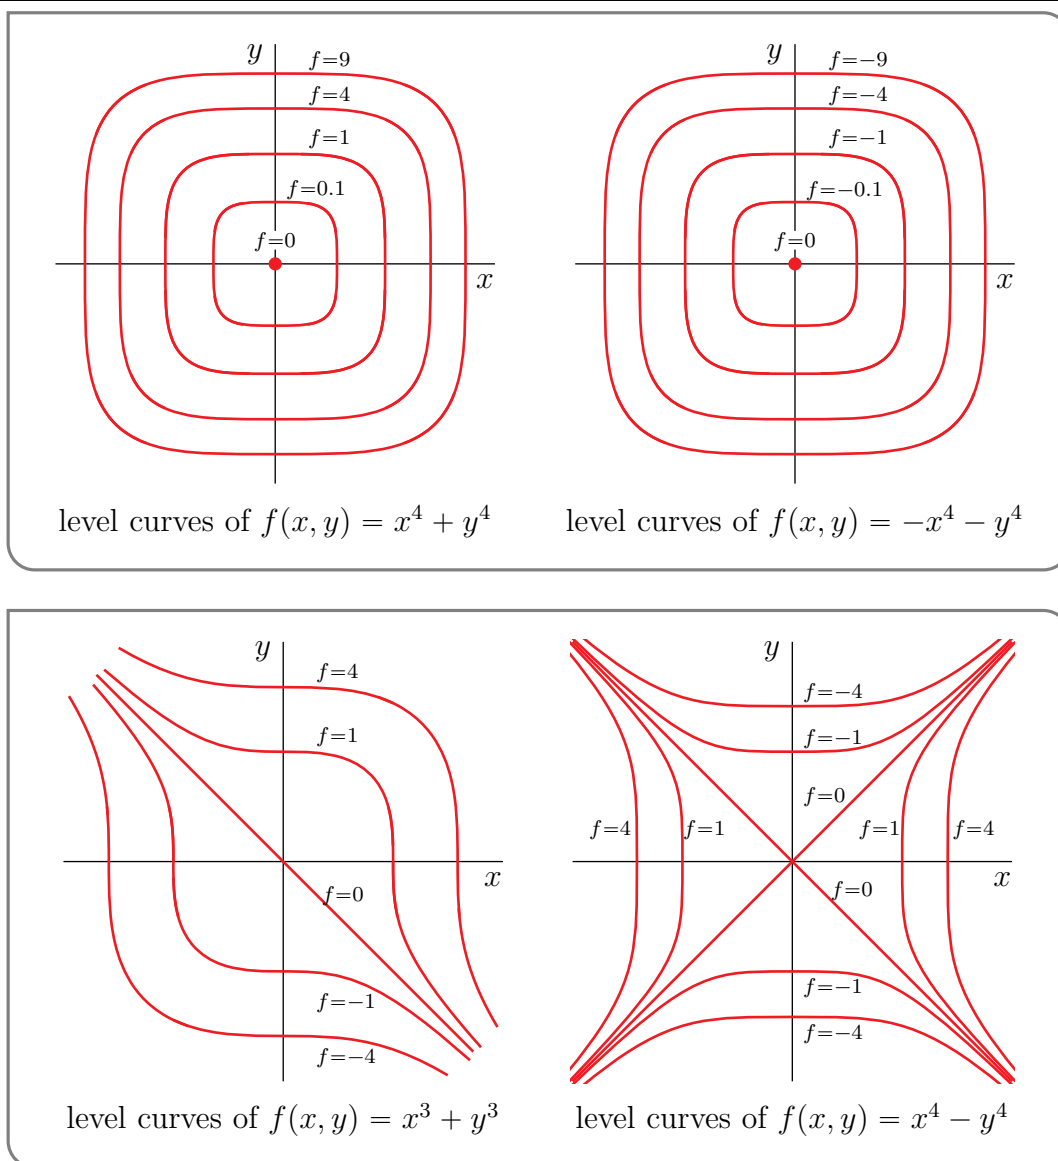 y
f=9
f=4
f=1
f=0.1
f=0
x
level curves of f(x, y) = x⁴ + y⁴
y
f=−9
f=−4
f=−1
f=−0.1
f=0
x
level curves of f(x, y) = −x⁴ − y⁴
y
f=4
f=1
x
f=0
f=−1
f=−4
level curves of f(x, y) = x³ + y³
y
f=−4
f=−1
f=0
f=4
f=1
f=1
f=4
x
f=0
f=−1
f=−4
level curves of f(x, y) = x⁴ − y⁴